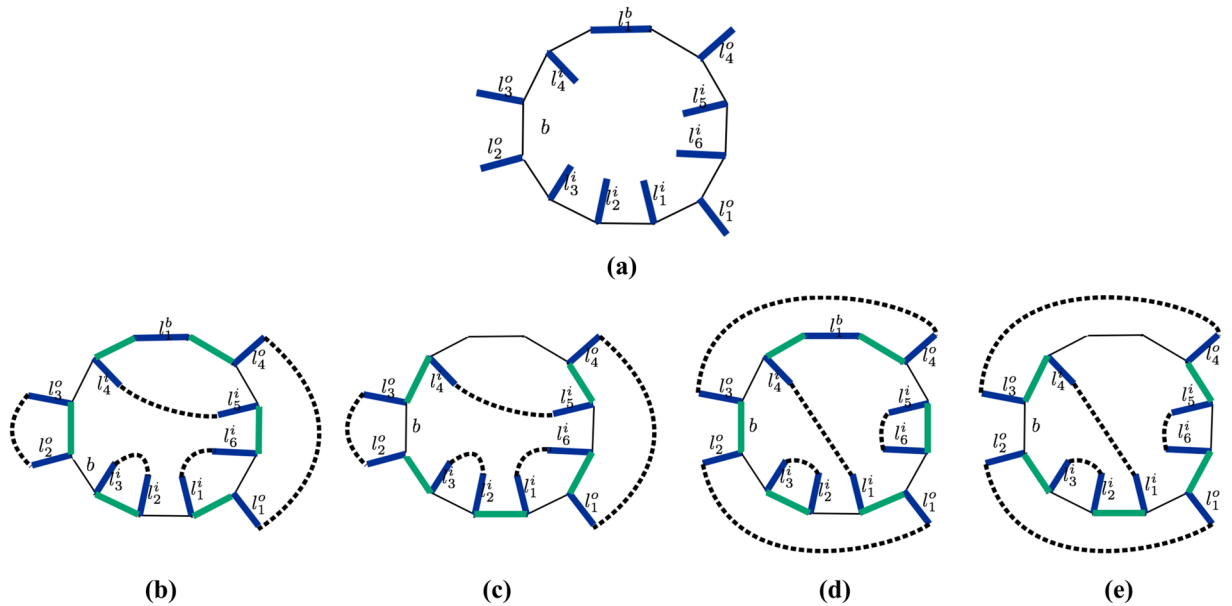 l_1^b
l_4^o
l_4^i
l_3^o
l_5^i
b
l_6^i
l_2^o
l_3^i
l_2^i
l_1^i
l_1^o
(a)
l_1^b
l_4^o
l_4^i
l_3^o
l_5^i
l_6^i
l_2^o
b
l_3^i
l_2^i
l_1^i
l_1^o
(b)
l_4^o
l_4^i
l_3^o
l_5^i
b
l_6^i
l_2^o
l_3^i
l_2^i
l_1^i
l_1^o
(c)
l_1^b
l_4^o
l_4^i
l_3^o
l_5^i
b
l_6^i
l_2^o
l_3^i
l_2^i
l_1^i
l_1^o
(d)
l_4^o
l_4^i
l_3^o
l_5^i
b
l_6^i
l_2^o
l_3^i
l_2^i
l_1^i
l_1^o
(e)